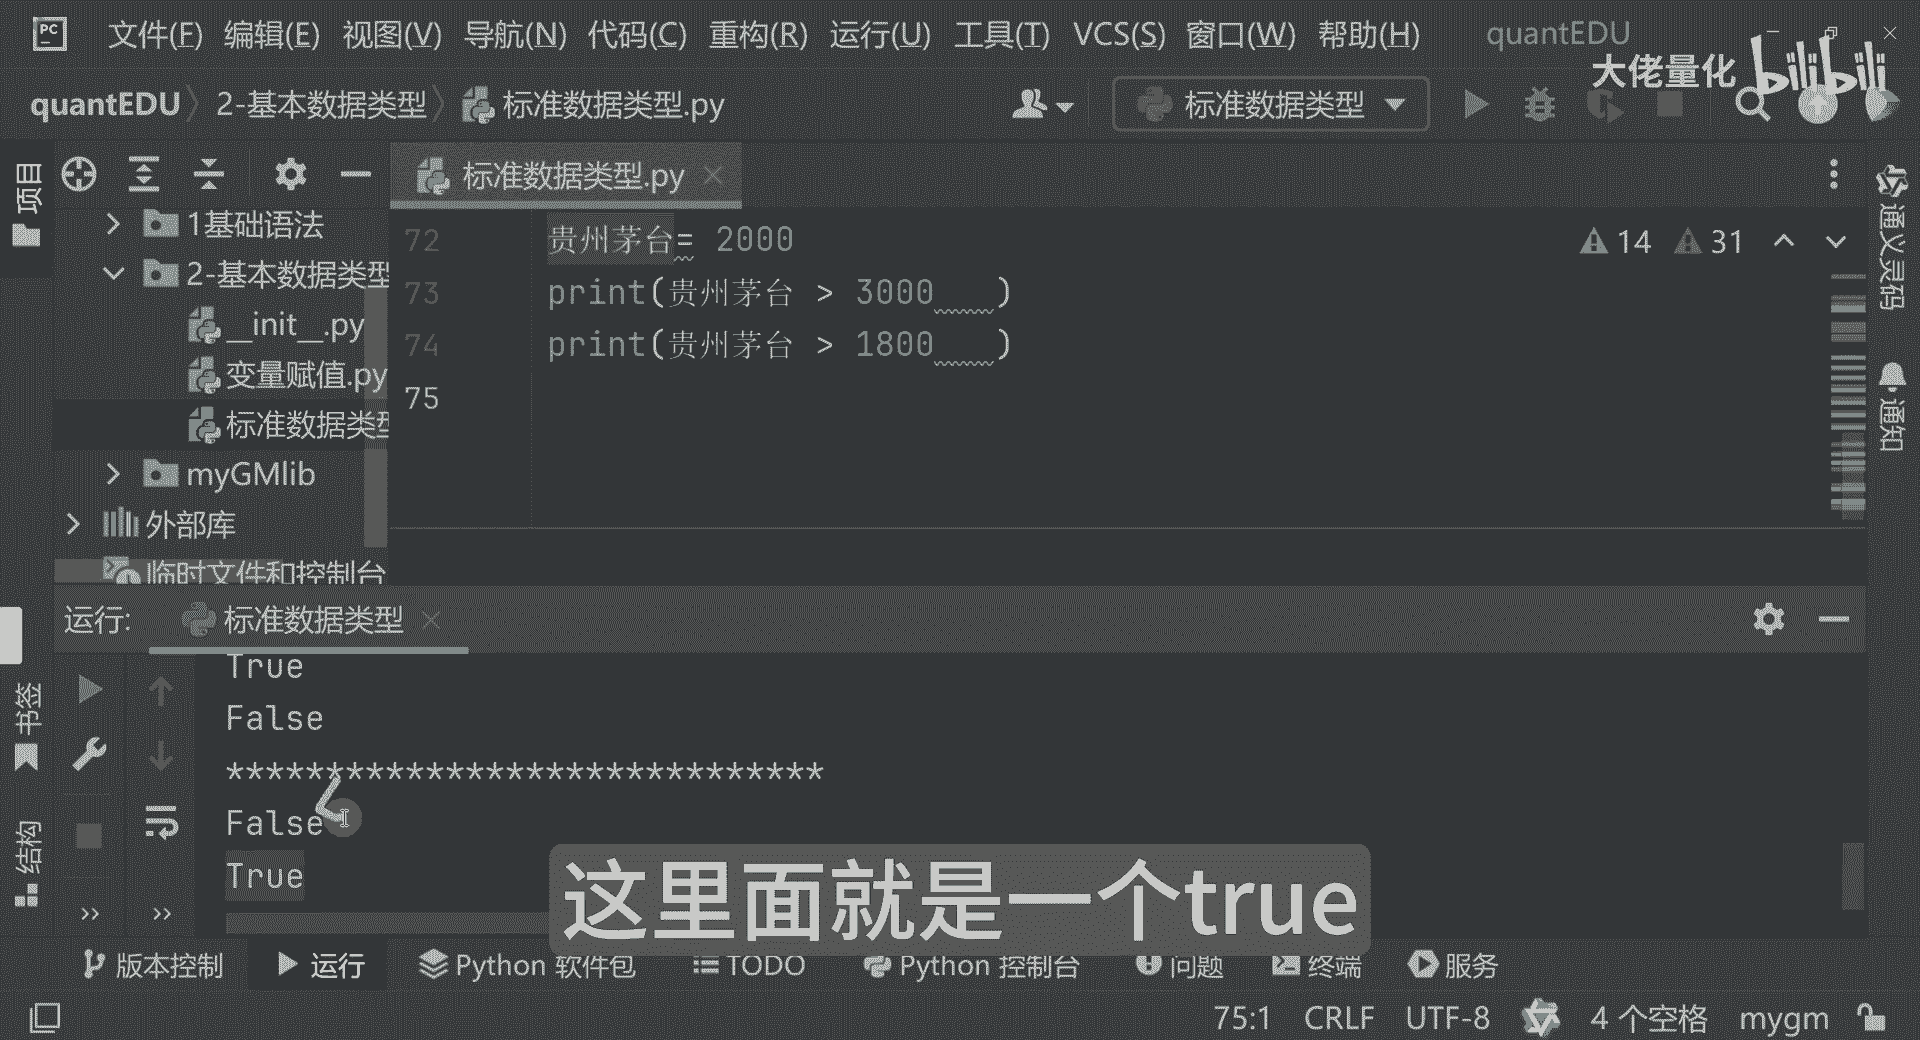 PC 文件(F) 编辑(E) 视图(V) 导航(N) 代码(C) 重构(R) 运行(U) 工具(T) VCS(S) 窗口(W) 帮助(H) quantEDU
大佬量化 bilibili
quantEDU 2-基本数据类型 标准数据类型.py 标准数据类型
项目
标准数据类型.py
1基础语法
2-基本数据类型
__init__.py
变量赋值.py
标准数据类型
myGMlib
外部库
临时文件和控制台
72 贵州茅台= 2000
73 print(贵州茅台 > 3000   )
74 print(贵州茅台 > 1800   )
75
14 31
通义灵码
通知
运行: 标准数据类型
True
False
******************************
False
True
书签
结构
这里面就是一个true
版本控制 运行 Python 软件包 TODO Python 控制台 问题 终端 服务
75:1 CRLF UTF-8 4 个空格 mygm